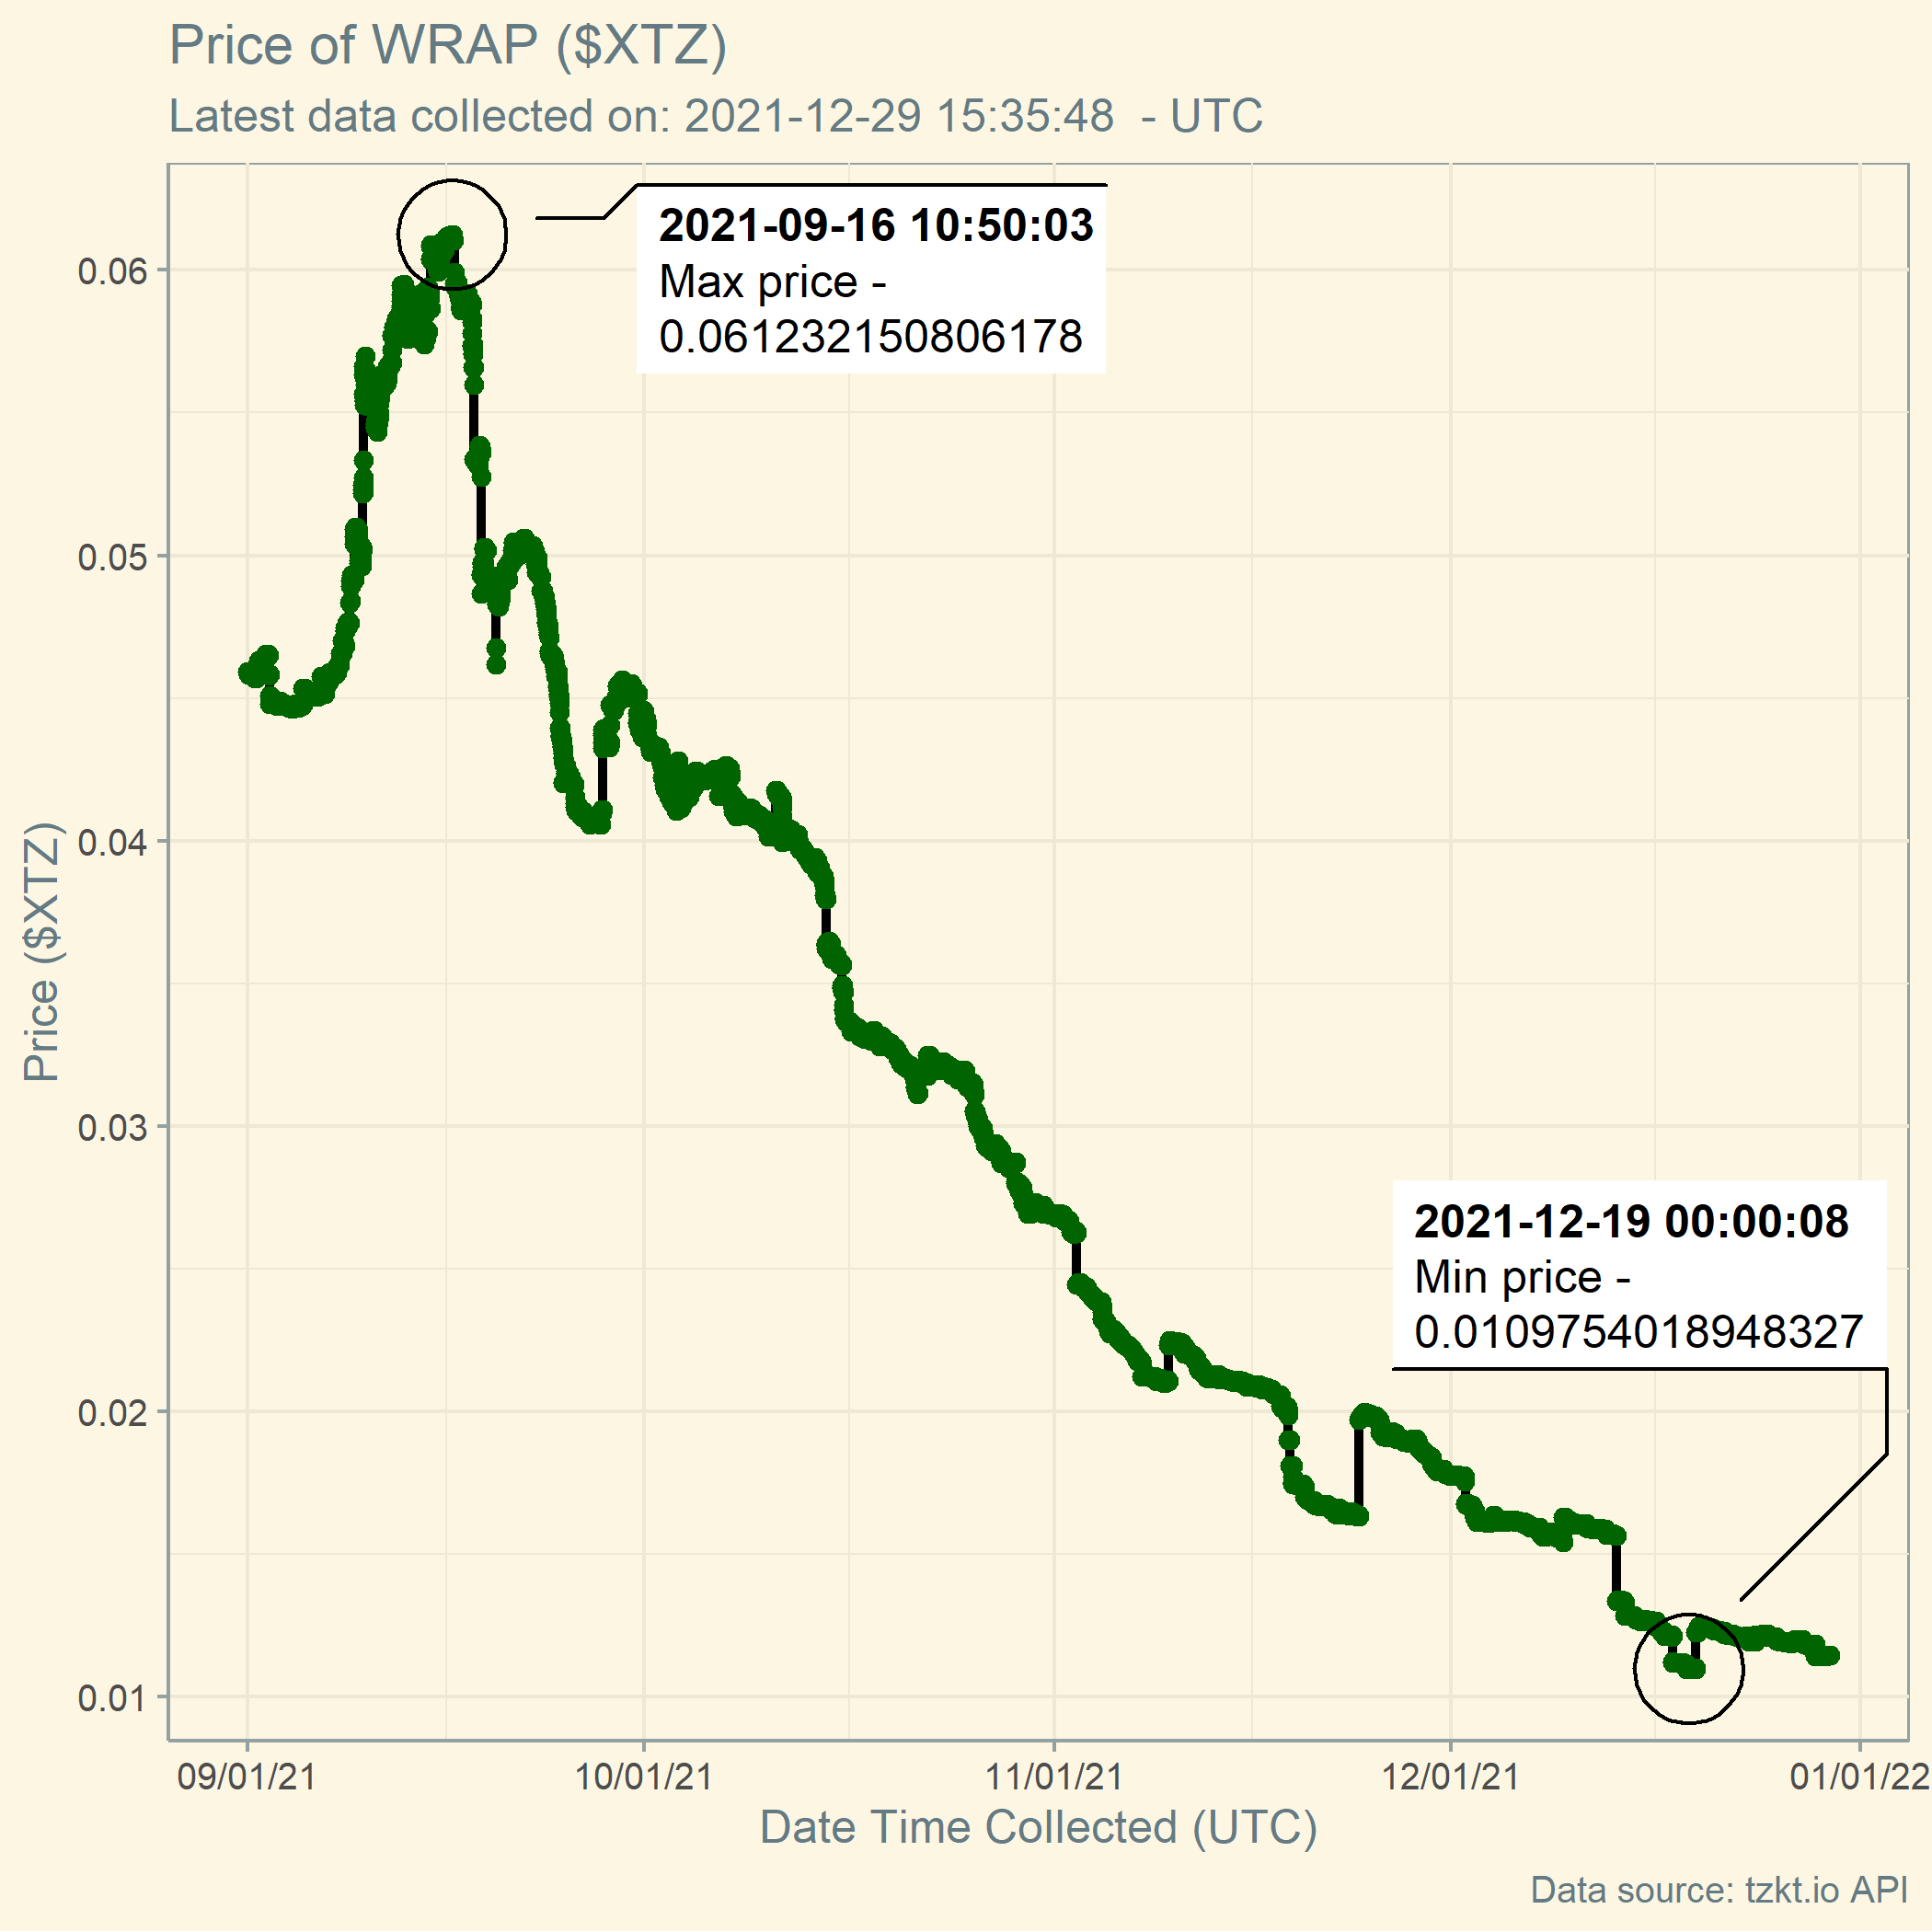 Price of WRAP ($XTZ)
Latest data collected on: 2021-12-29 15:35:48  - UTC
2021-09-16 10:50:03
Max price -
0.0612321508​06178
0.06
0.05
0.04
0.03
0.02
0.01
Price ($XTZ)
2021-12-19 00:00:08
Min price -
0.0109754018948327
09/01/21
10/01/21
11/01/21
12/01/21
01/01/22
Date Time Collected (UTC)
Data source: tzkt.io API